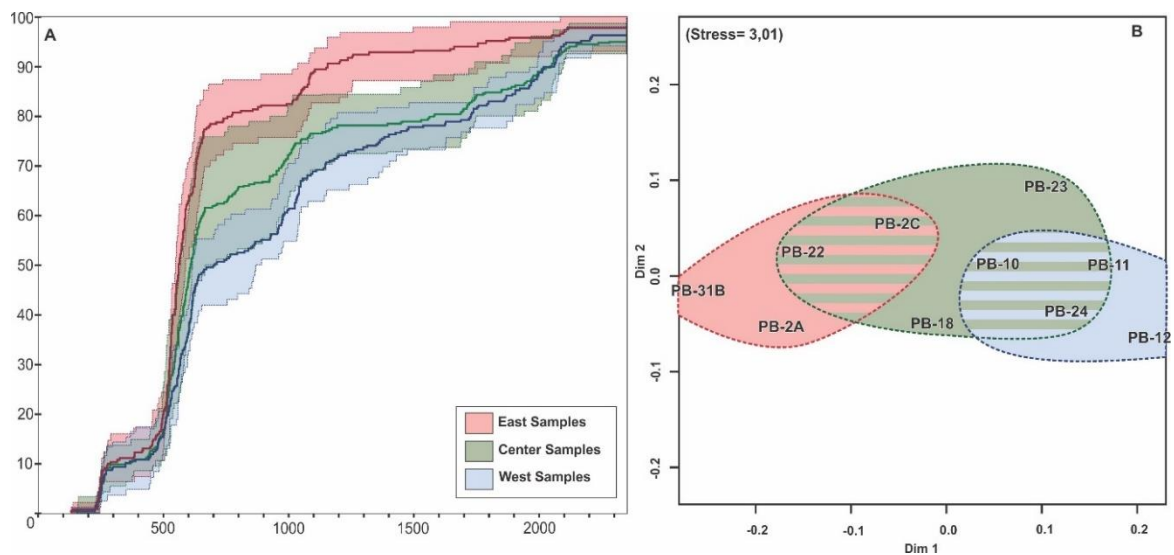 100
90
80
70
60
50
40
30
20
10
0
A
500
1000
1500
2000
East Samples
Center Samples
West Samples
(Stress= 3,01)
B
0.2
0.1
0.0
-0.1
-0.2
Dim 2
PB-23
PB-2C
PB-22
PB-10
PB-11
PB-31B
PB-24
PB-2A
PB-18
PB-12
-0.2
-0.1
0.0
0.1
0.2
Dim 1